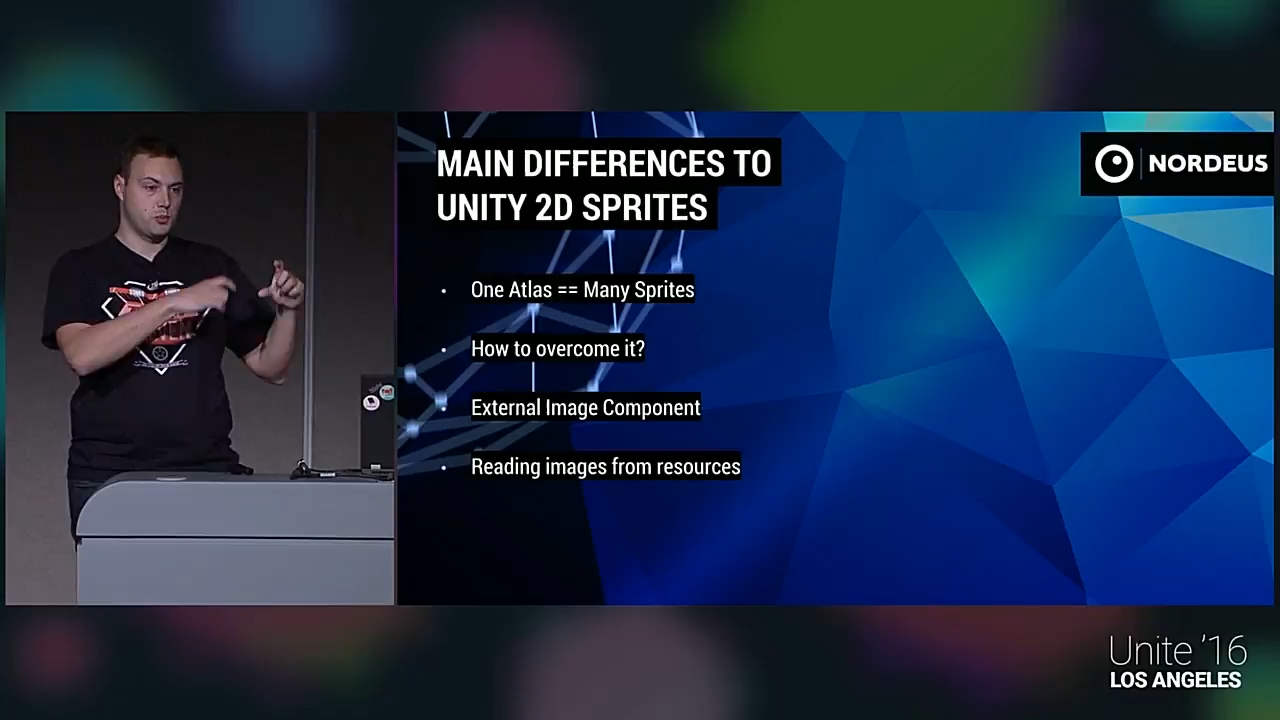 MAIN DIFFERENCES TO
UNITY 2D SPRITES
NORDEUS
One Atlas == Many Sprites
How to overcome it?
External Image Component
Reading images from resources
Unite '16
LOS ANGELES